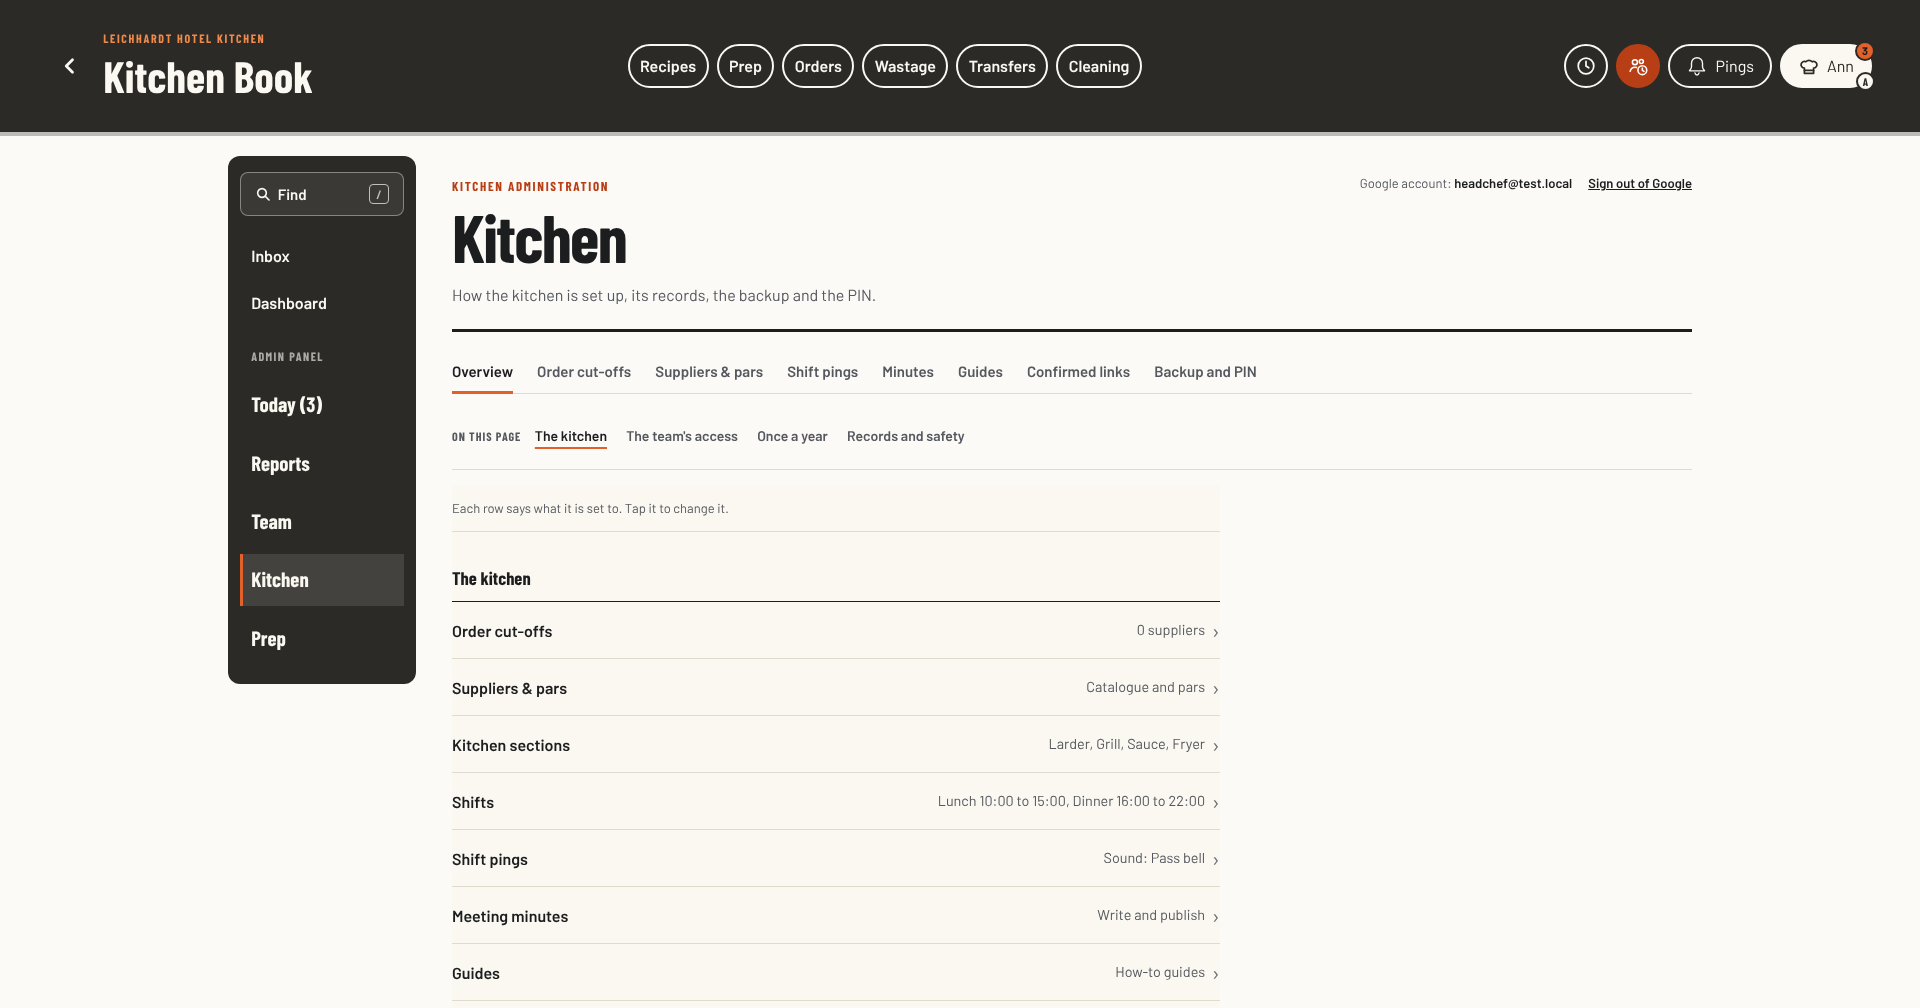 LEICHHARDT HOTEL KITCHEN
Kitchen Book
Recipes
Prep
Orders
Wastage
Transfers
Cleaning
Pings
Ann
3
A
Find
/
Inbox
Dashboard
ADMIN PANEL
Today (3)
Reports
Team
Kitchen
Prep
KITCHEN ADMINISTRATION
Google account: headchef@test.local Sign out of Google
Kitchen
How the kitchen is set up, its records, the backup and the PIN.
Overview Order cut-offs Suppliers & pars Shift pings Minutes Guides Confirmed links Backup and PIN
ON THIS PAGE The kitchen The team's access Once a year Records and safety
Each row says what it is set to. Tap it to change it.
The kitchen
Order cut-offs 0 suppliers ›
Suppliers & pars Catalogue and pars ›
Kitchen sections Larder, Grill, Sauce, Fryer ›
Shifts Lunch 10:00 to 15:00, Dinner 16:00 to 22:00 ›
Shift pings Sound: Pass bell ›
Meeting minutes Write and publish ›
Guides How-to guides ›